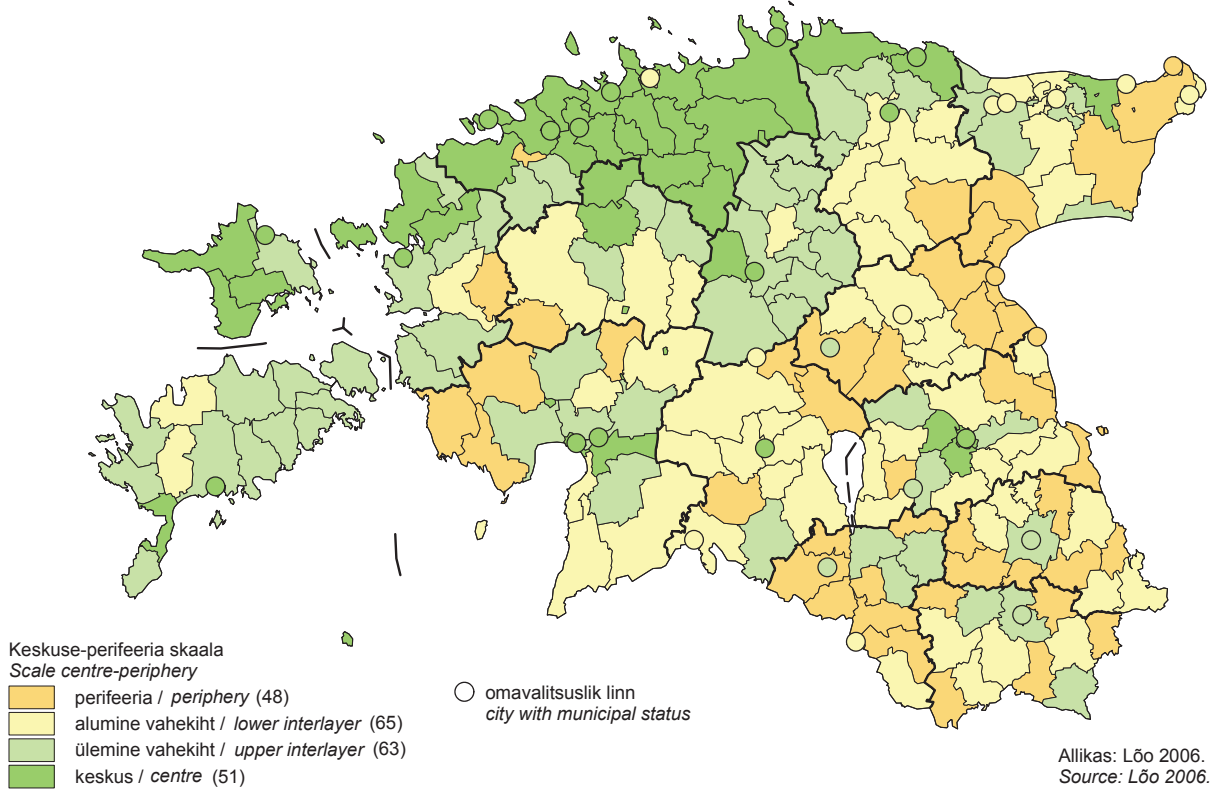 Keskuse-perifeeria skaala
Scale centre-periphery
perifeeria / periphery (48)
alumine vahekiht / lower interlayer (65)
ülemine vahekiht / upper interlayer (63)
keskus / centre (51)
omavalitsuslik linn
city with municipal status
Allikas: Lõo 2006.
Source: Lõo 2006.